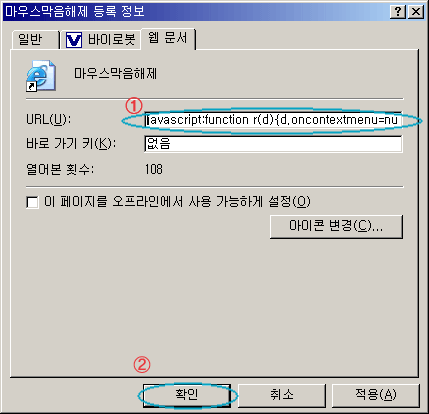 마우스막음해제 등록 정보
일반 바이로봇 웹 문서
마우스막음해제
①
URL(U): javascript:function r(d){d,oncontextmenu=nu
바로 가기 키(K): 없음
열어본 횟수: 108
이 페이지를 오프라인에서 사용 가능하게 설정(O)
아이콘 변경(C)...
②
확인 취소 적용(A)